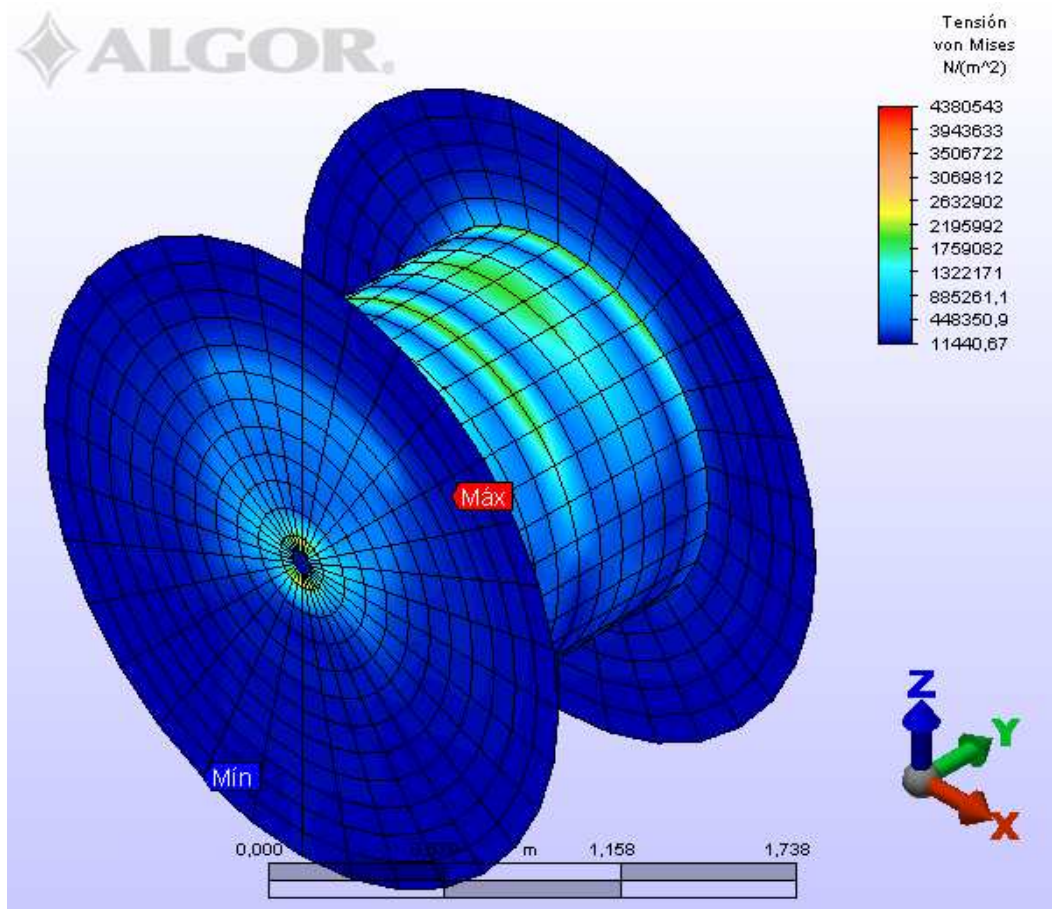 ALGOR.
Tensión
von Mises
N/(m^2)
4380543
3943633
3506722
3069812
2632902
2195992
1759082
1322171
885261,1
448350,9
11440,67
Máx
Mín
Z
Y
X
0,000 m 1,158 1,738